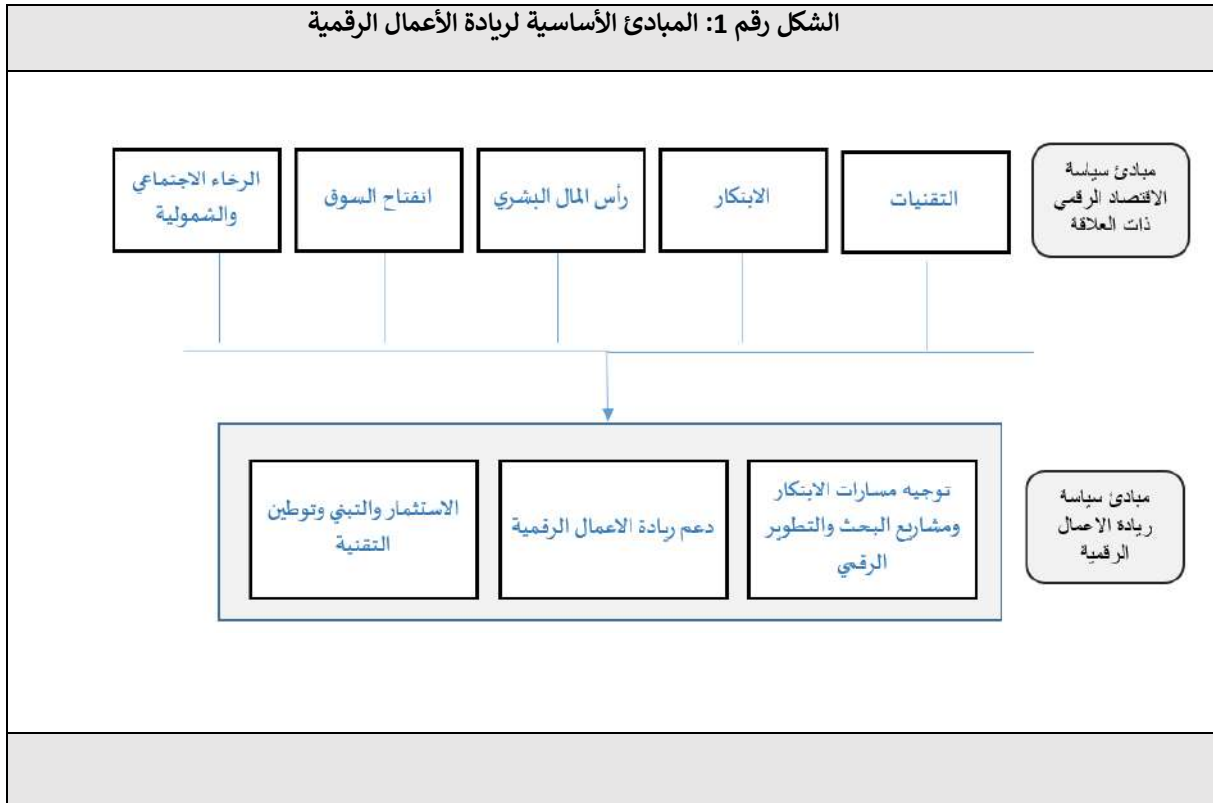 الشكل رقم 1: المبادئ الأساسية لريادة الأعمال الرقمية
مبادئ سياسة
الاقتصاد الرقمي
ذات العلاقة
التقنيات
الابتكار
رأس المال البشري
انفتاح السوق
الرخاء الاجتماعي
والشمولية
مبادئ سياسة
ريادة الاعمال
الرقمية
توجيه مسارات الابتكار
ومشاريع البحث والتطوير
الرقمي
دعم ريادة الاعمال الرقمية
الاستثمار والتبني وتوطين
التقنية